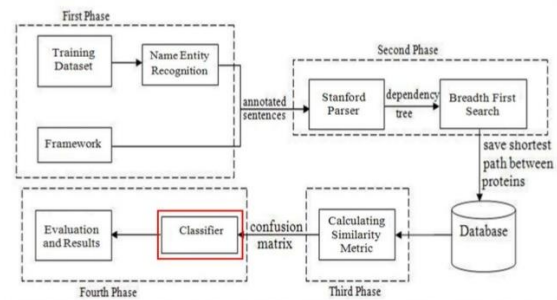 First Phase
Training
Dataset
Name Entity
Recognition
Framework
annotated
sentences
Second Phase
Stanford
Parser
dependency
tree
Breadth First
Search
save shortest
path between
proteins
Database
Calculating
Similarity
Metric
Third Phase
confusion
matrix
Classifier
Evaluation
and Results
Fourth Phase